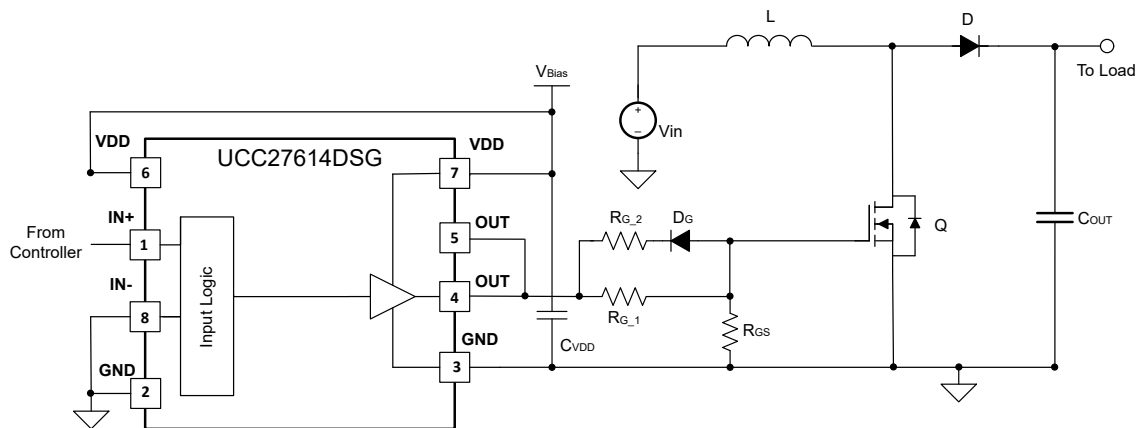 L
D
To Load
VBias
Vin
VDD
VDD
UCC27614DSG
6
7
IN+
OUT
RG_2
DG
Q
COUT
From
Controller
1
5
IN-
OUT
Input Logic
4
8
RG_1
RGS
GND
GND
CVDD
2
3